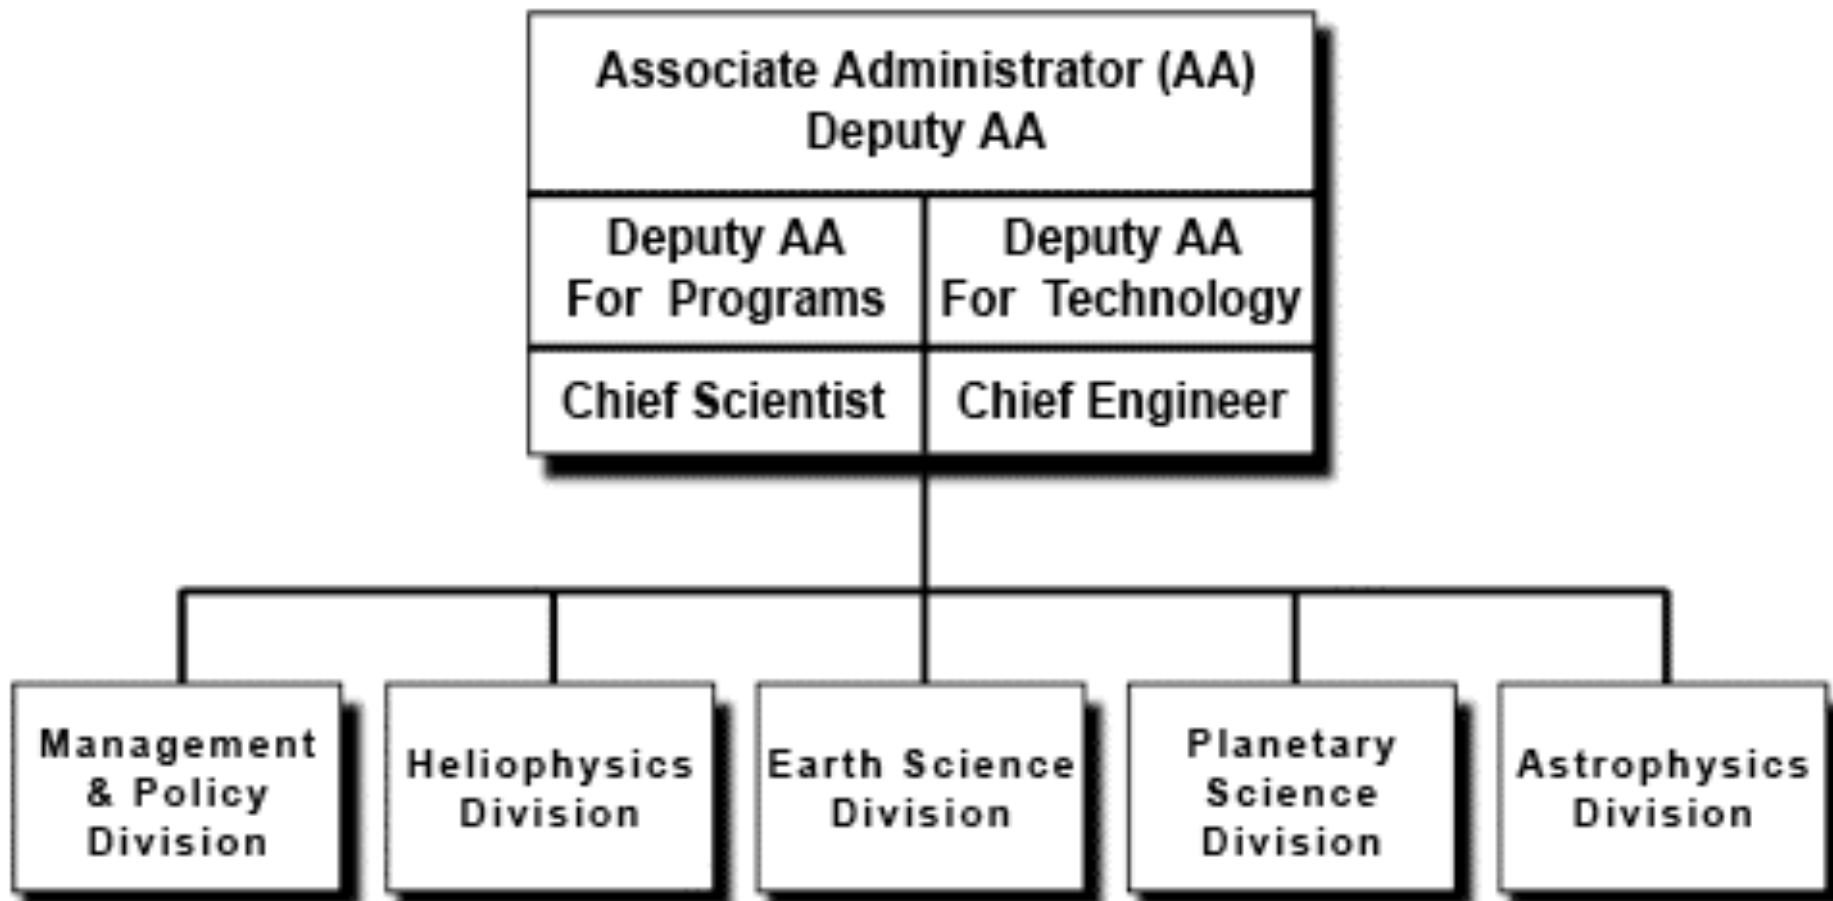 Associate Administrator (AA)
Deputy AA
Deputy AA
For Programs
Deputy AA
For Technology
Chief Scientist
Chief Engineer
Management
& Policy
Division
Heliophysics
Division
Earth Science
Division
Planetary
Science
Division
Astrophysics
Division